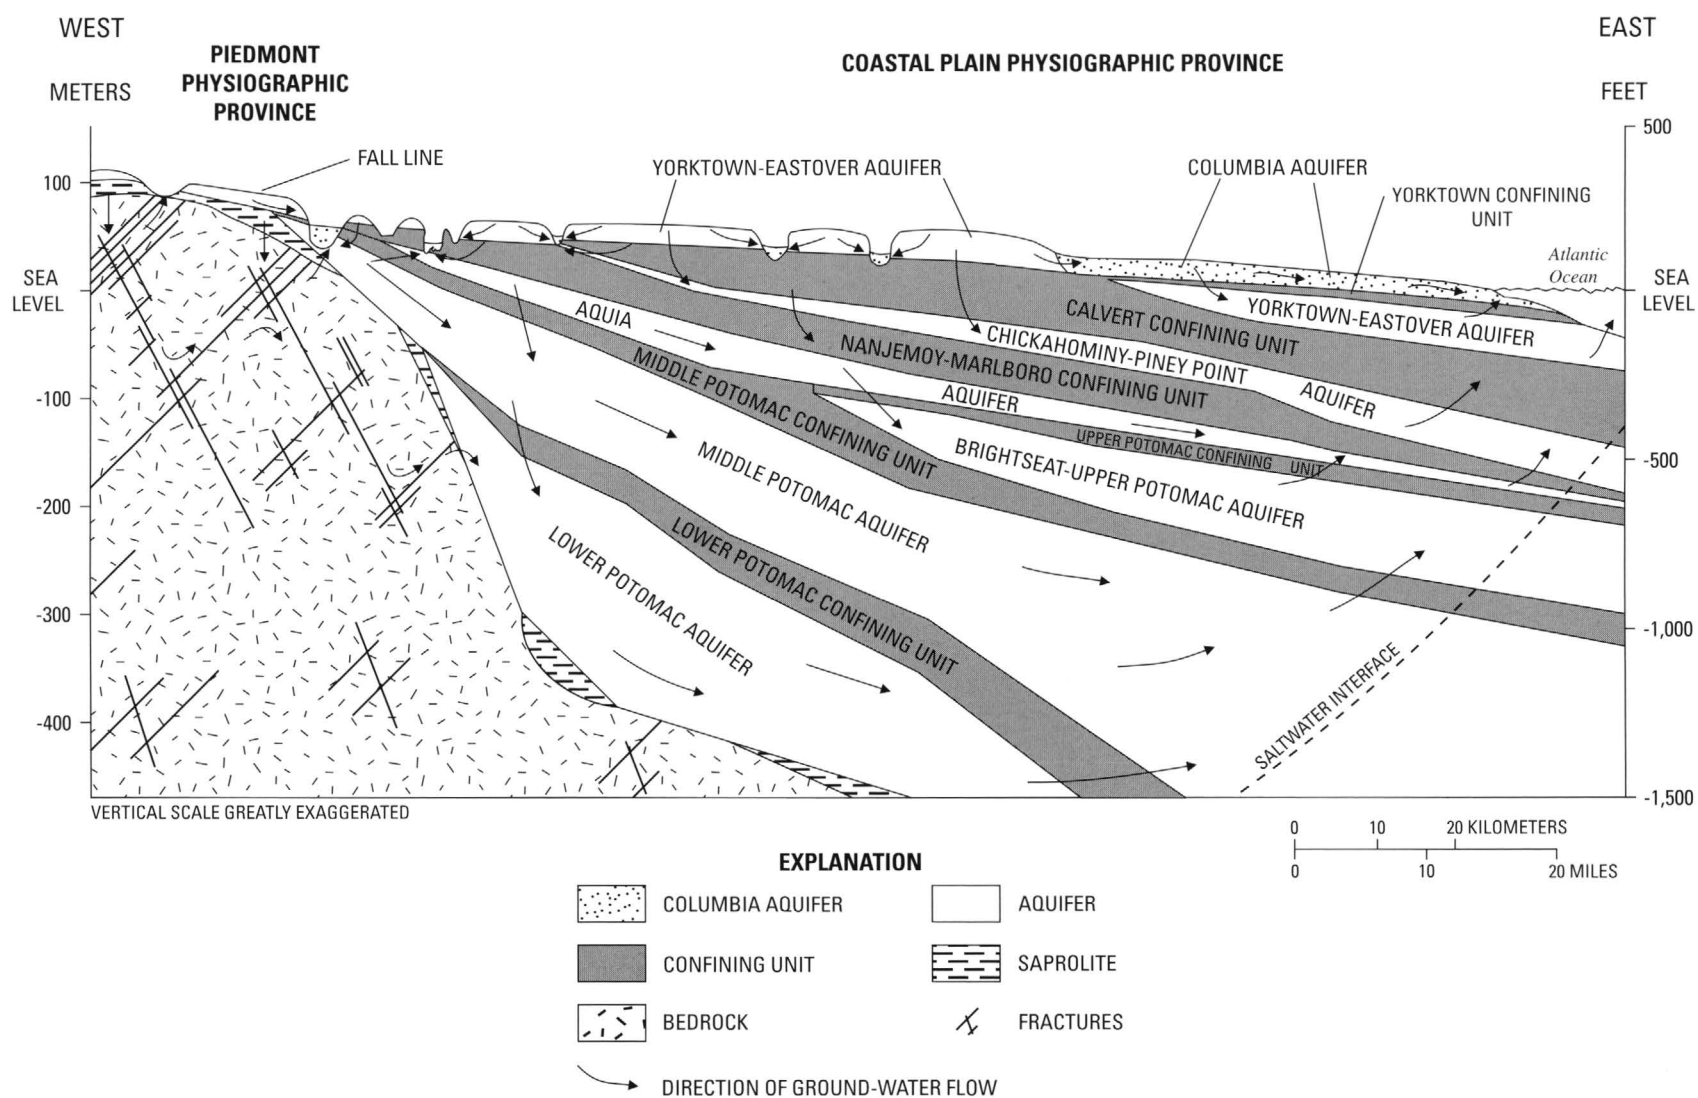 WEST
EAST
PIEDMONT
PHYSIOGRAPHIC
PROVINCE
COASTAL PLAIN PHYSIOGRAPHIC PROVINCE
METERS
FEET
500
FALL LINE
YORKTOWN-EASTOVER AQUIFER
COLUMBIA AQUIFER
YORKTOWN CONFINING
UNIT
100
Atlantic
Ocean
SEA
LEVEL
SEA
LEVEL
AQUIA
CALVERT CONFINING UNIT
YORKTOWN-EASTOVER AQUIFER
CHICKAHOMINY-PINEY POINT
AQUIFER
NANJEMOY-MARLBORO CONFINING UNIT
AQUIFER
MIDDLE POTOMAC CONFINING UNIT
UPPER POTOMAC CONFINING UNIT
-100
-500
BRIGHTSEAT-UPPER POTOMAC AQUIFER
MIDDLE POTOMAC AQUIFER
-200
LOWER POTOMAC CONFINING UNIT
LOWER POTOMAC AQUIFER
-300
-1,000
SALTWATER INTERFACE
-400
-1,500
VERTICAL SCALE GREATLY EXAGGERATED
0 10 20 KILOMETERS
0 10 20 MILES
EXPLANATION
COLUMBIA AQUIFER
AQUIFER
CONFINING UNIT
SAPROLITE
BEDROCK
FRACTURES
DIRECTION OF GROUND-WATER FLOW